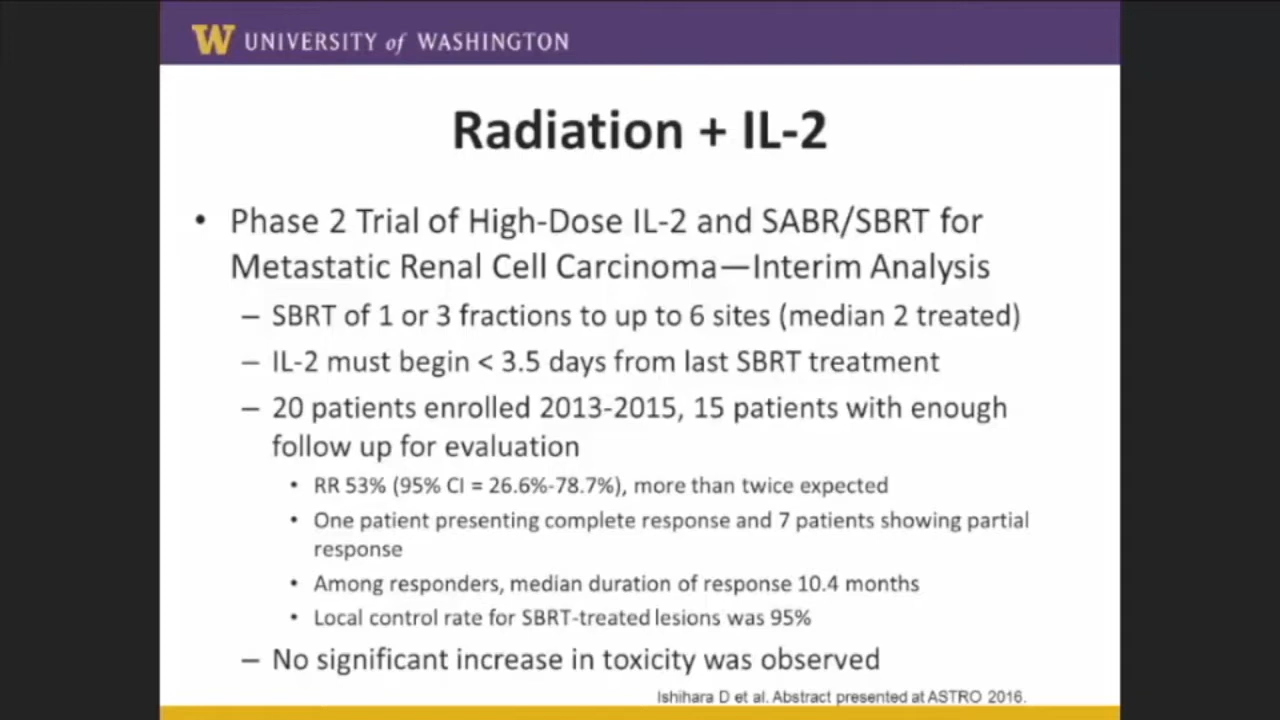 W UNIVERSITY of WASHINGTON
Radiation + IL-2
• Phase 2 Trial of High-Dose IL-2 and SABR/SBRT for
Metastatic Renal Cell Carcinoma—Interim Analysis
– SBRT of 1 or 3 fractions to up to 6 sites (median 2 treated)
– IL-2 must begin < 3.5 days from last SBRT treatment
– 20 patients enrolled 2013-2015, 15 patients with enough
follow up for evaluation
• RR 53% (95% CI = 26.6%-78.7%), more than twice expected
• One patient presenting complete response and 7 patients showing partial
response
• Among responders, median duration of response 10.4 months
• Local control rate for SBRT-treated lesions was 95%
– No significant increase in toxicity was observed
Ishihara D et al. Abstract presented at ASTRO 2016.